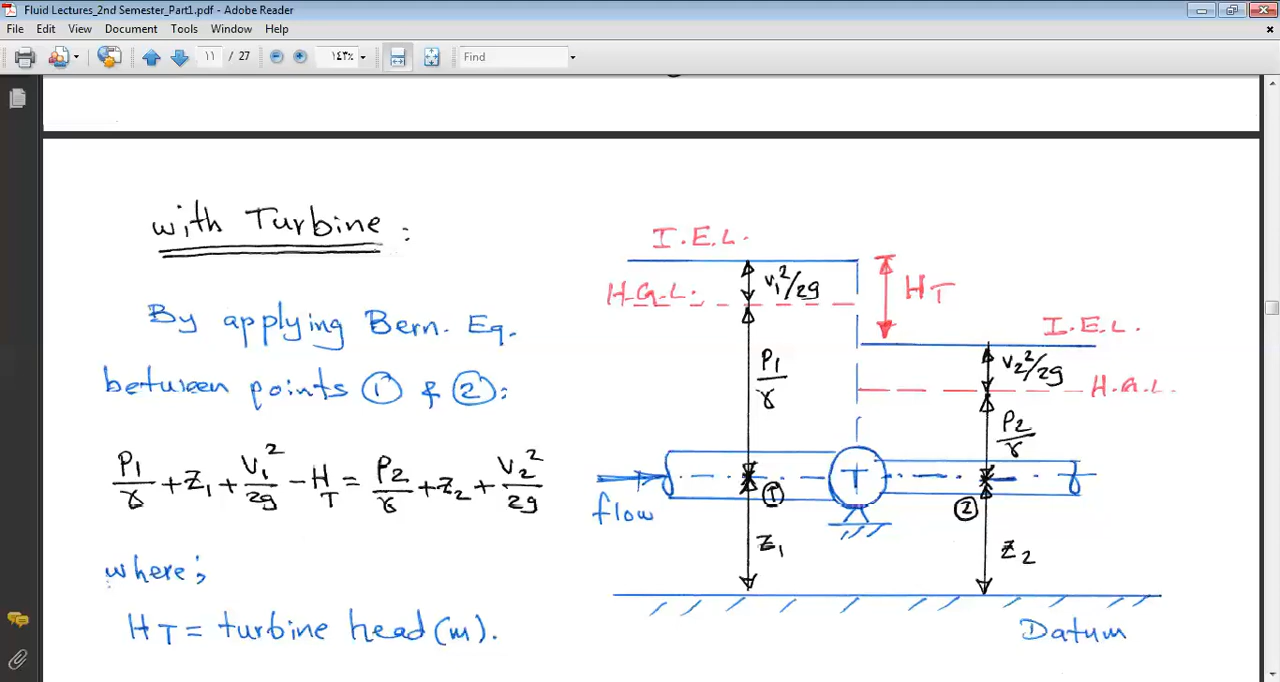 Fluid Lectures_2nd Semester_Part1.pdf - Adobe Reader
File Edit View Document Tools Window Help
١١ / 27 ١٤٣% Find
with Turbine :
By applying Bern. Eq.
between points ① & ②:
P1/γ + Z1 + V1²/2g - HT = P2/γ + Z2 + V2²/2g
where;
HT = turbine head (m).
I.E.L.
H.G.L.
V1²/2g
HT
I.E.L.
P1/γ
V2²/2g
H.G.L.
P2/γ
T
flow
①
②
Z1
Z2
Datum